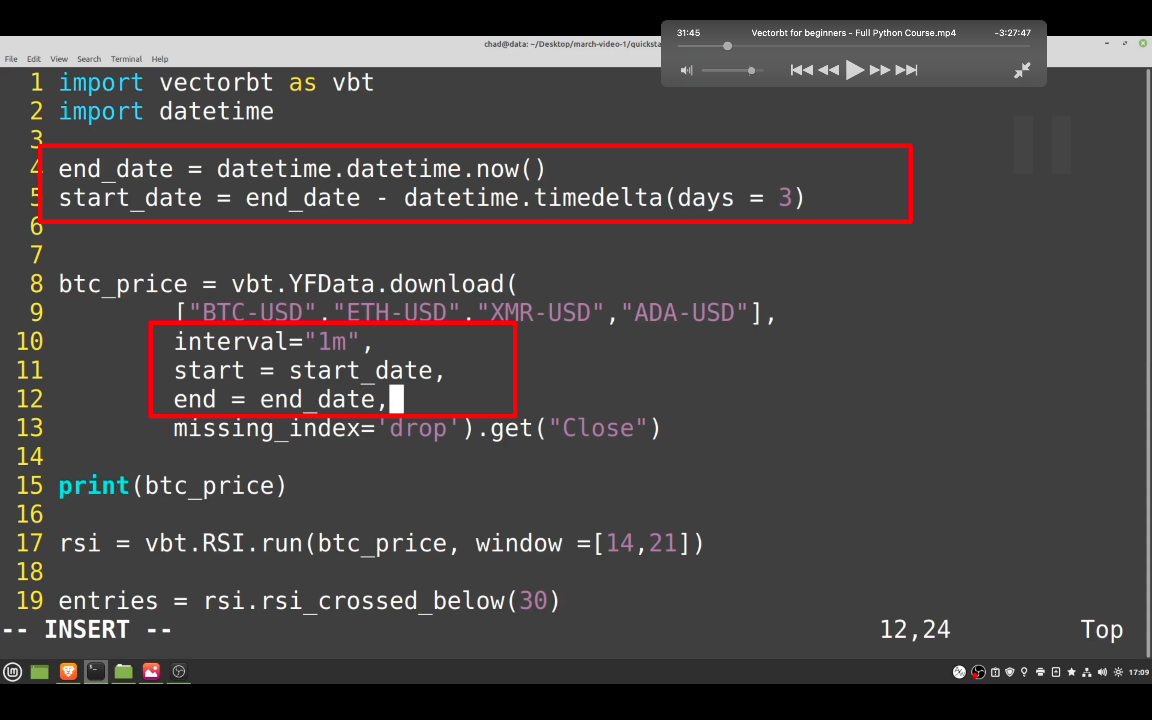 31:45 Vectorbt for beginners - Full Python Course.mp4 -3:27:47
chad@data: ~/Desktop/march-video-1/quicksta
File Edit View Search Terminal Help
1 import vectorbt as vbt
2 import datetime
3
4 end_date = datetime.datetime.now()
5 start_date = end_date - datetime.timedelta(days = 3)
6
7
8 btc_price = vbt.YFData.download(
9 ["BTC-USD","ETH-USD","XMR-USD","ADA-USD"],
10 interval="1m",
11 start = start_date,
12 end = end_date,
13 missing_index='drop').get("Close")
14
15 print(btc_price)
16
17 rsi = vbt.RSI.run(btc_price, window =[14,21])
18
19 entries = rsi.rsi_crossed_below(30)
-- INSERT -- 12,24 Top
17:09